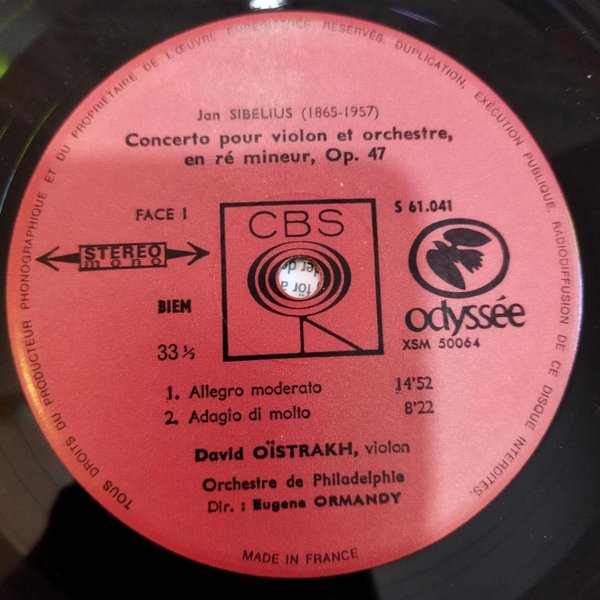 TOUS DROITS DU PRODUCTEUR PHONOGRAPHIQUE ET DU PROPRIÉTAIRE DE L'ŒUVRE ENREGISTRÉE RÉSERVÉS. DUPLICATION, EXÉCUTION PUBLIQUE, RADIODIFFUSION DE CE DISQUE INTERDITES.
Jan SIBELIUS (1865-1957)
Concerto pour violon et orchestre,
en ré mineur, Op. 47
FACE 1
CBS
S 61.041
STEREO
mono
BIEM
odyssée
33 ⅓
XSM 50064
1. Allegro moderato 14'52
2. Adagio di molto 8'22
David OÏSTRAKH, violon
Orchestre de Philadelphie
Dir. : Eugene ORMANDY
MADE IN FRANCE